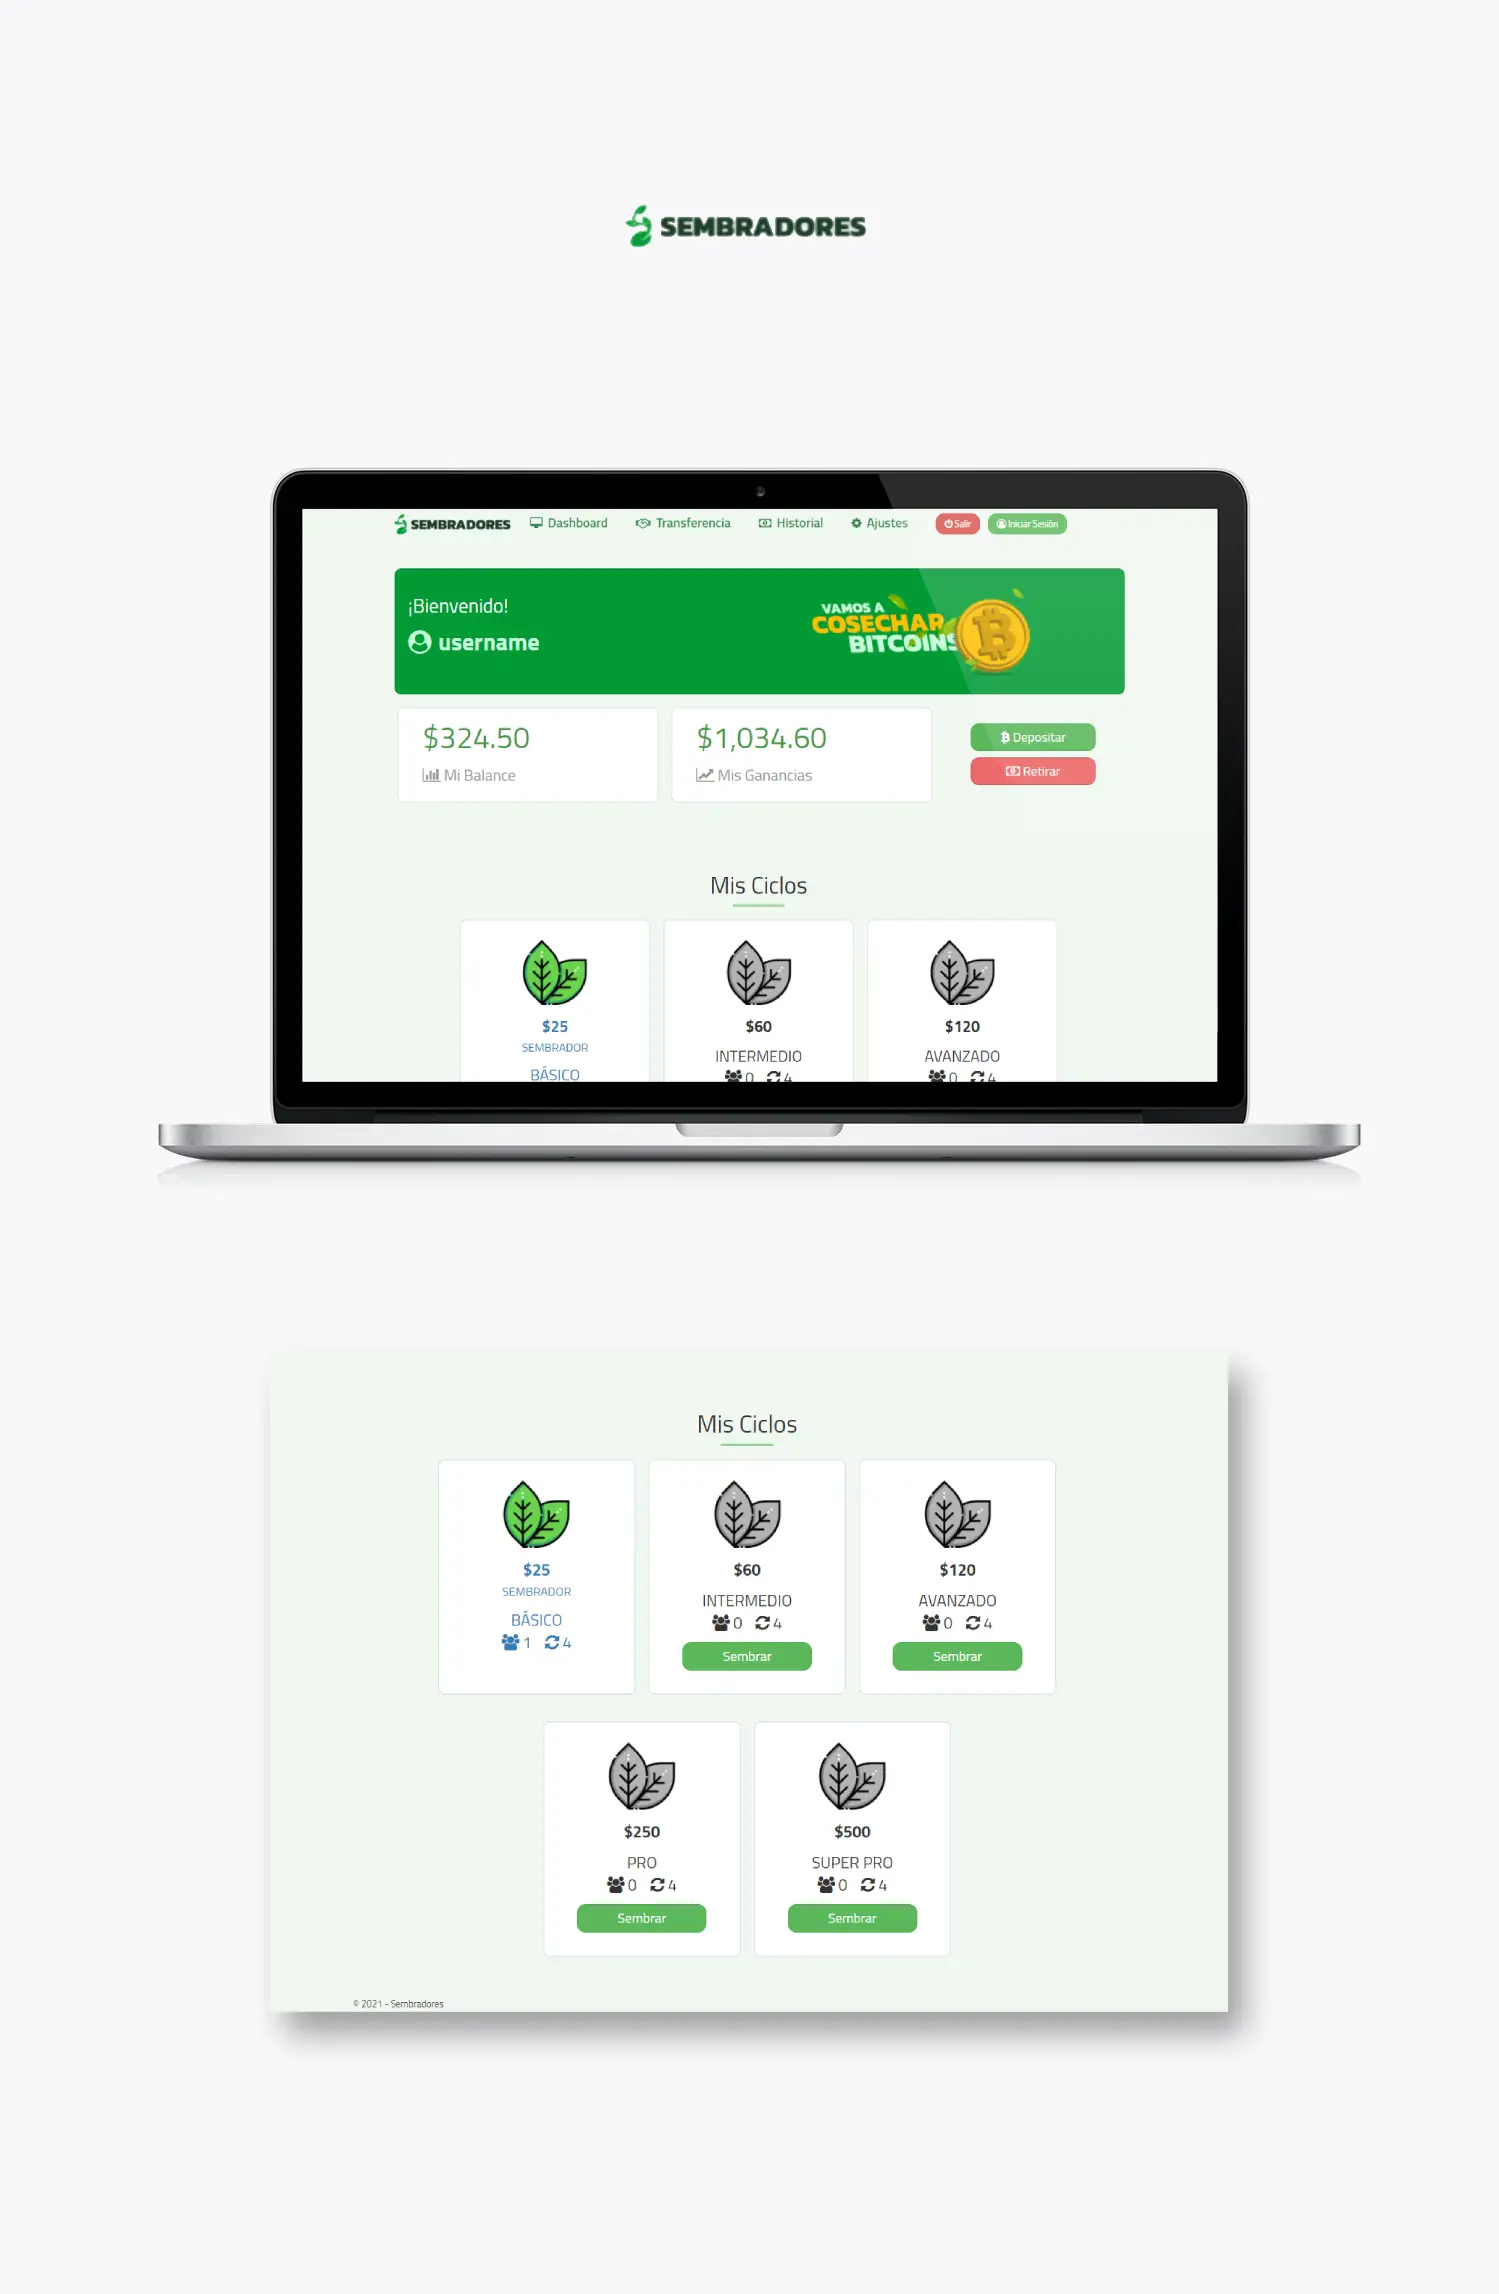 SEMBRADORES
SEMBRADORES Dashboard Transferencia Historial Ajustes Salir Iniciar Sesión
¡Bienvenido!
username
VAMOS A
COSECHAR
BITCOINS
$324.50
Mi Balance
$1,034.60
Mis Ganancias
Depositar
Retirar
Mis Ciclos
$25
SEMBRADOR
BÁSICO
$60
INTERMEDIO
0 4
$120
AVANZADO
0 4
Mis Ciclos
$25
SEMBRADOR
BÁSICO
1 4
$60
INTERMEDIO
0 4
Sembrar
$120
AVANZADO
0 4
Sembrar
$250
PRO
0 4
Sembrar
$500
SUPER PRO
0 4
Sembrar
© 2021 - Sembradores